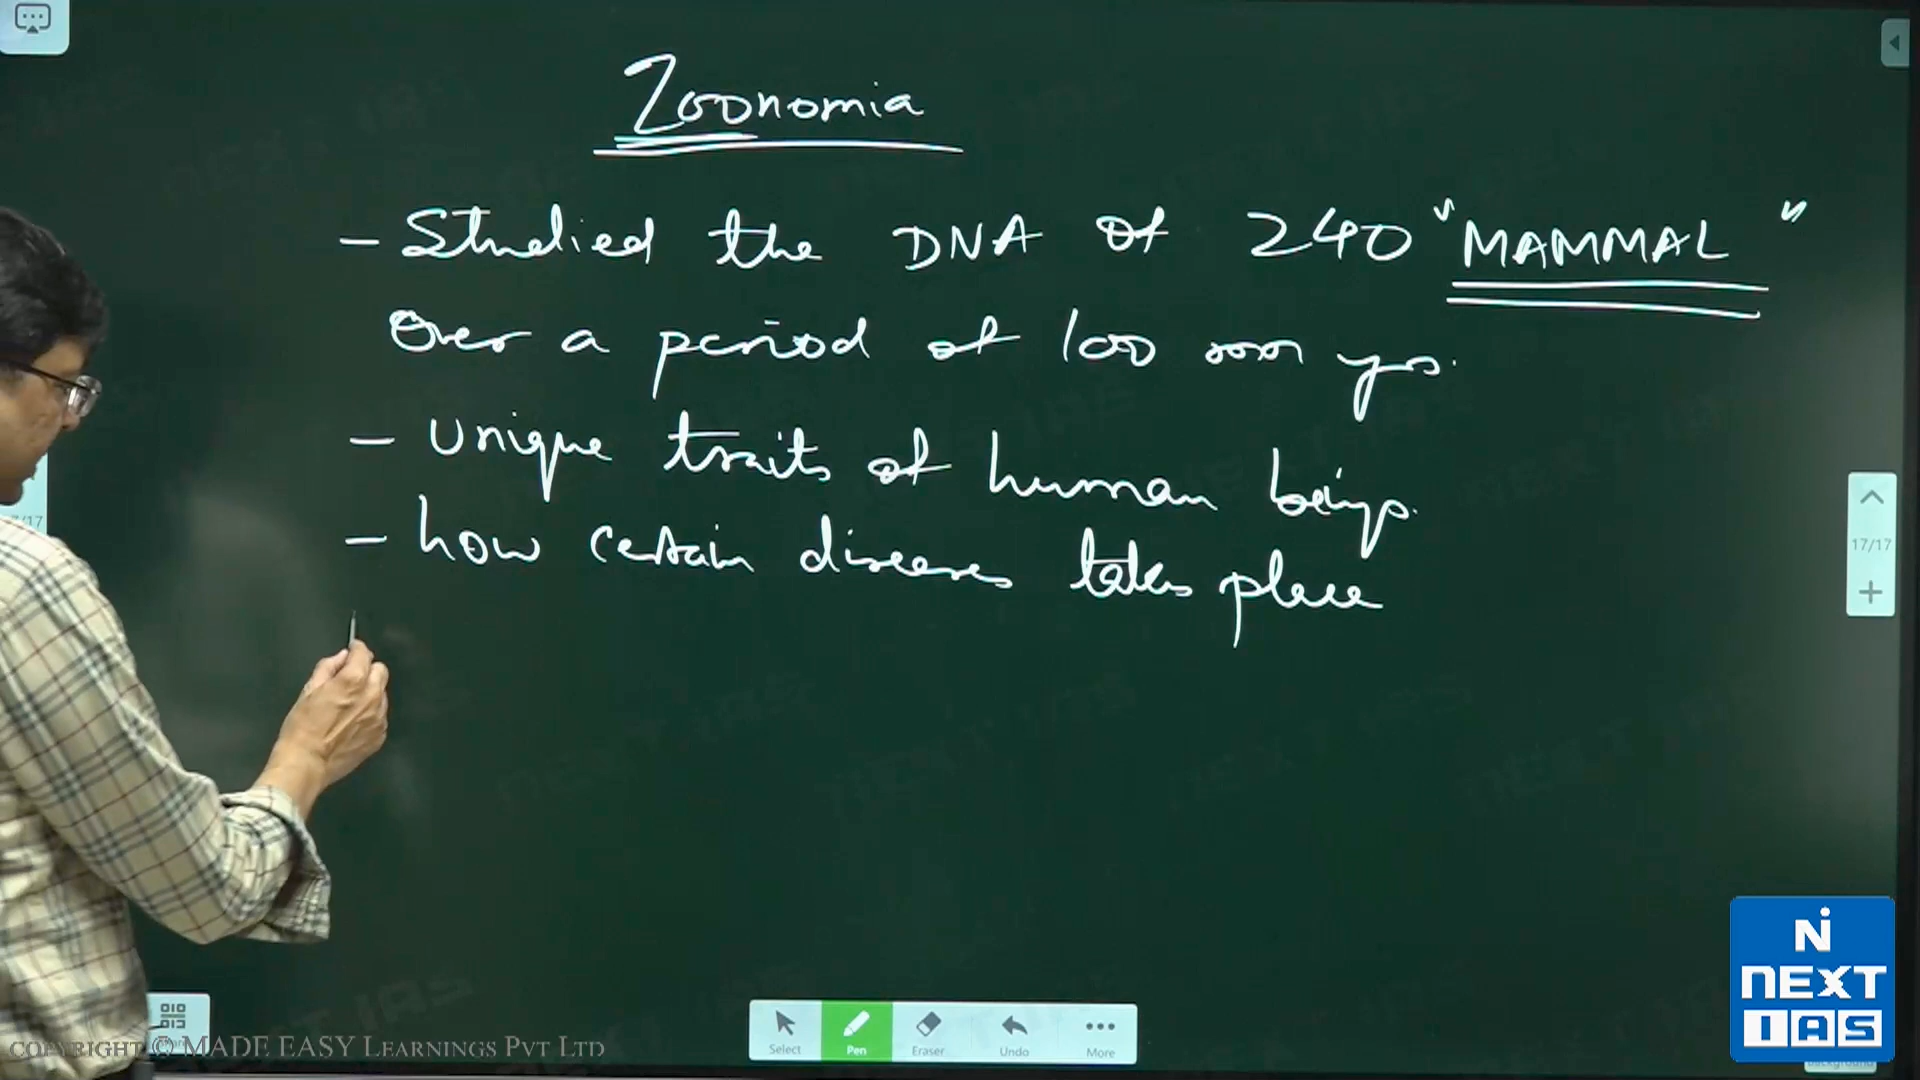 Zoonomia
- Studied the DNA of 240 "MAMMAL"
Over a period of 100 mn yrs.
- Unique traits of human beings.
- how certain diseases takes place
17/17
Select
Pen
Eraser
Undo
More
N
NEXT
IAS
COPYRIGHT © MADE EASY LEARNINGS PVT LTD